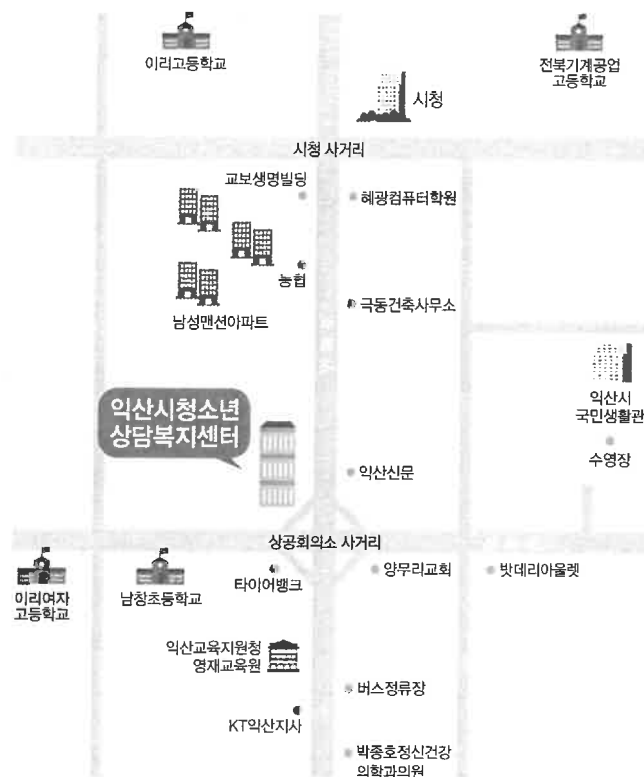 이리고등학교
전북기계공업
고등학교
시청
시청 사거리
교보생명빌딩
혜광컴퓨터학원
농협
극동건축사무소
남성맨션아파트
익산시
국민생활관
수영장
익산시청소년
상담복지센터
익산신문
상공회의소 사거리
이리여자
고등학교
남창초등학교
타이어뱅크
양무리교회
밧데리아울렛
익산교육지원청
영재교육원
버스정류장
KT익산지사
박종호정신건강
의학과의원